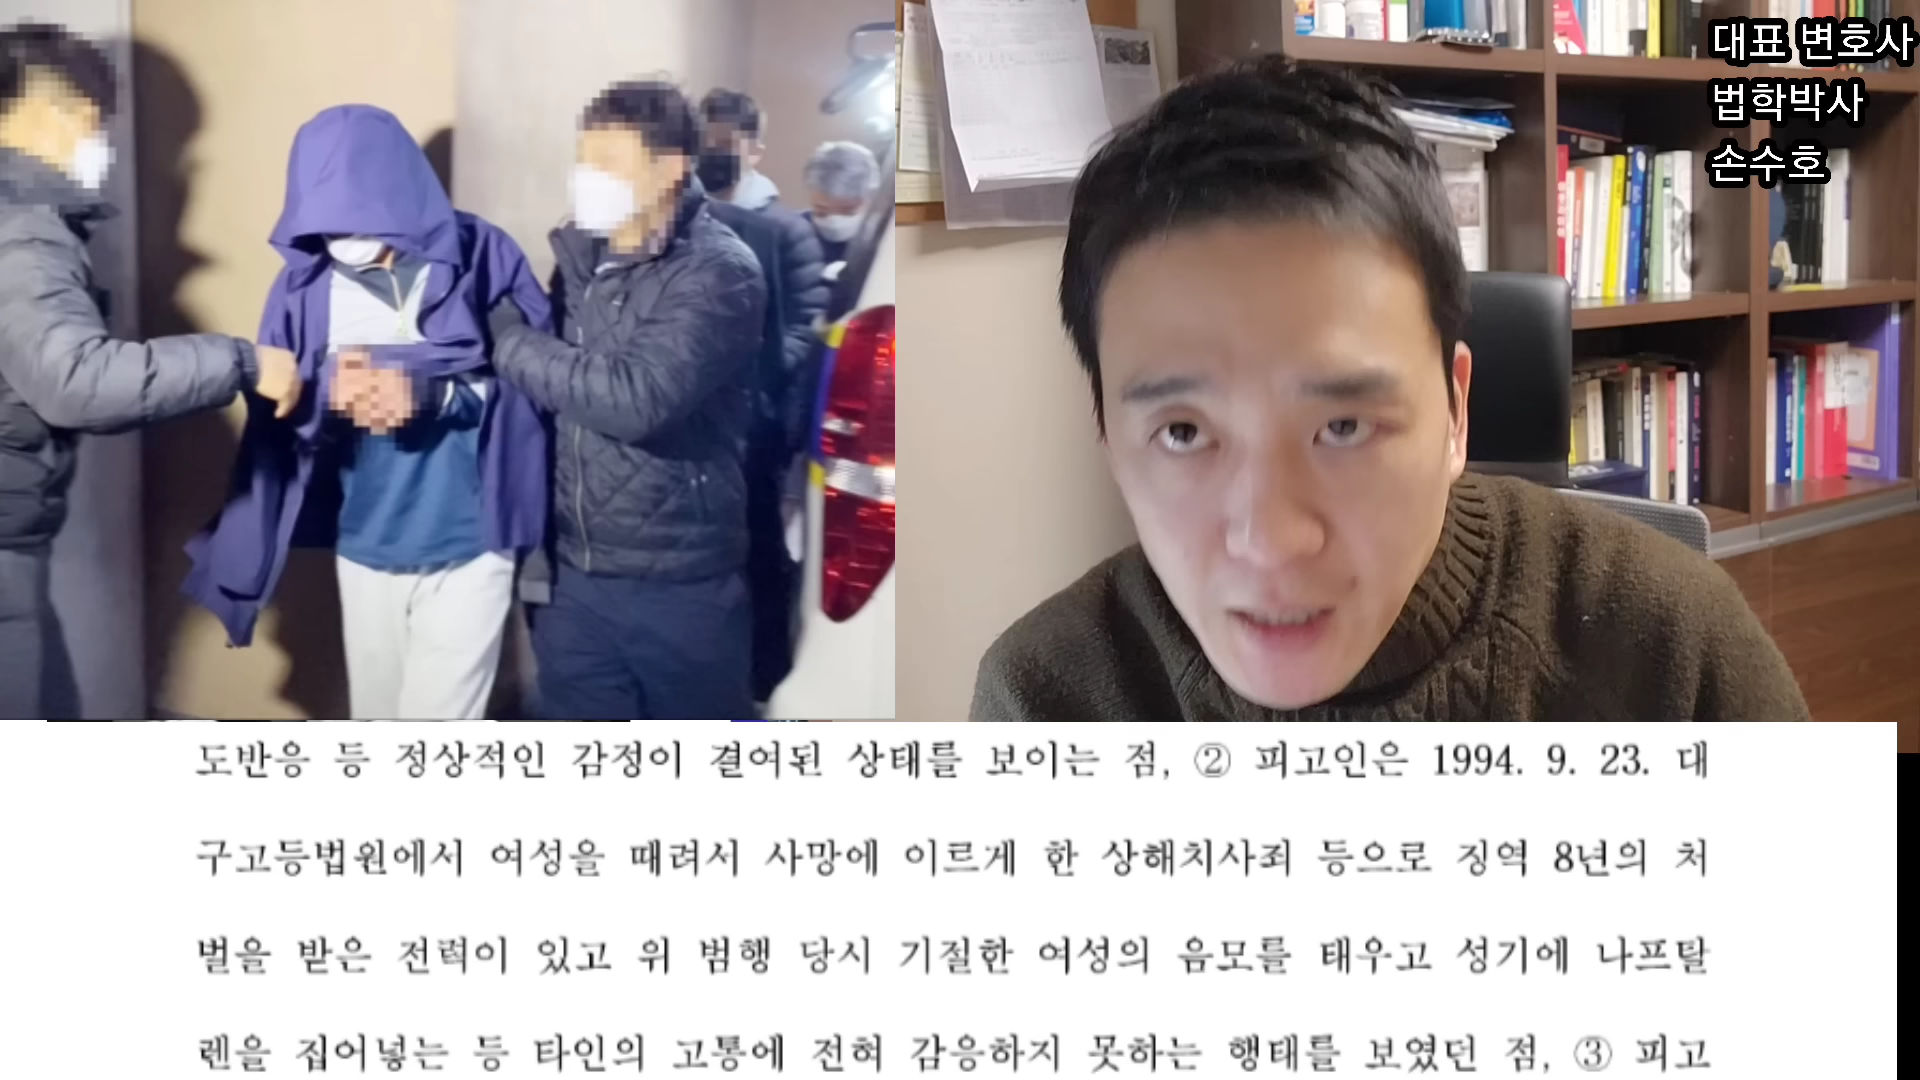 대표 변호사
법학박사
손수호
도반응 등 정상적인 감정이 결여된 상태를 보이는 점, ② 피고인은 1994. 9. 23. 대
구고등법원에서 여성을 때려서 사망에 이르게 한 상해치사죄 등으로 징역 8년의 처
벌을 받은 전력이 있고 위 범행 당시 기절한 여성의 음모를 태우고 성기에 나프탈
렌을 집어넣는 등 타인의 고통에 전혀 감응하지 못하는 행태를 보였던 점, ③ 피고